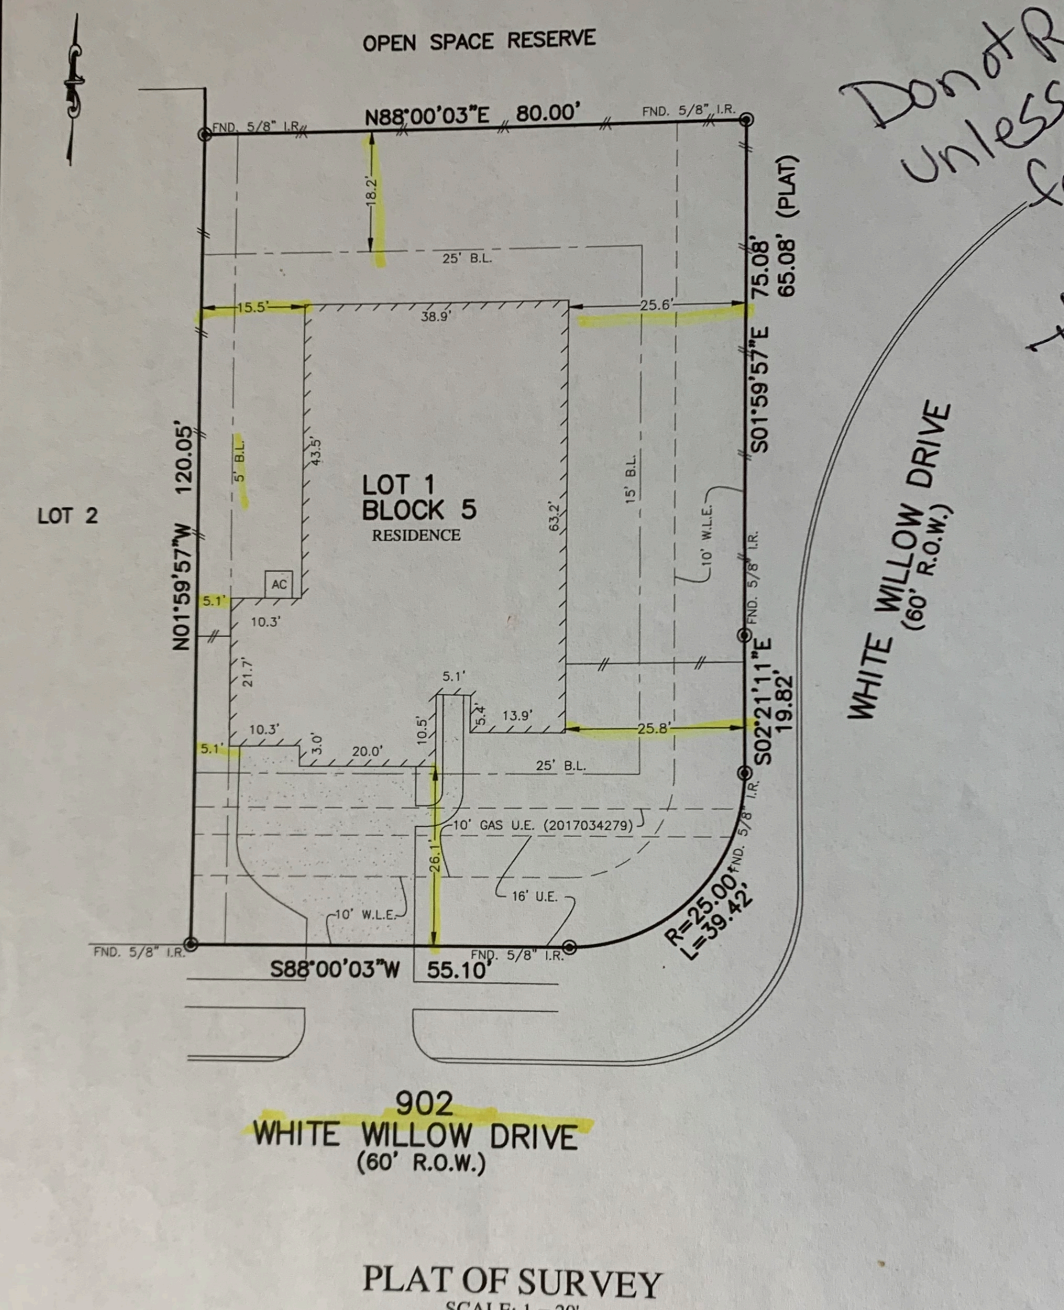 OPEN SPACE RESERVE
Do not
unless
FND. 5/8" I.R.
N88°00'03"E 80.00'
FND. 5/8" I.R.
18.2'
25' B.L.
75.08'
65.08' (PLAT)
S01°59'57"E
15.5'
38.9'
25.6'
N01°59'57"W 120.05'
5' B.L.
43.5'
LOT 1
BLOCK 5
RESIDENCE
63.2'
15' B.L.
10' W.L.E.
LOT 2
WHITE WILLOW DRIVE
(60' R.O.W.)
AC
5.1'
10.3'
FND. 5/8" I.R.
21.7'
5.1'
5.4'
13.9'
10.5'
S02°21'11"E
19.82'
5.1'
10.3'
3.0'
20.0'
25.8'
25' B.L.
FND. 5/8" I.R.
10' GAS U.E. (2017034279)
26.1'
16' U.E.
10' W.L.E.
R=25.00'
L=39.42'
FND. 5/8" I.R.
FND. 5/8" I.R.
S88°00'03"W 55.10'
902
WHITE WILLOW DRIVE
(60' R.O.W.)
PLAT OF SURVEY